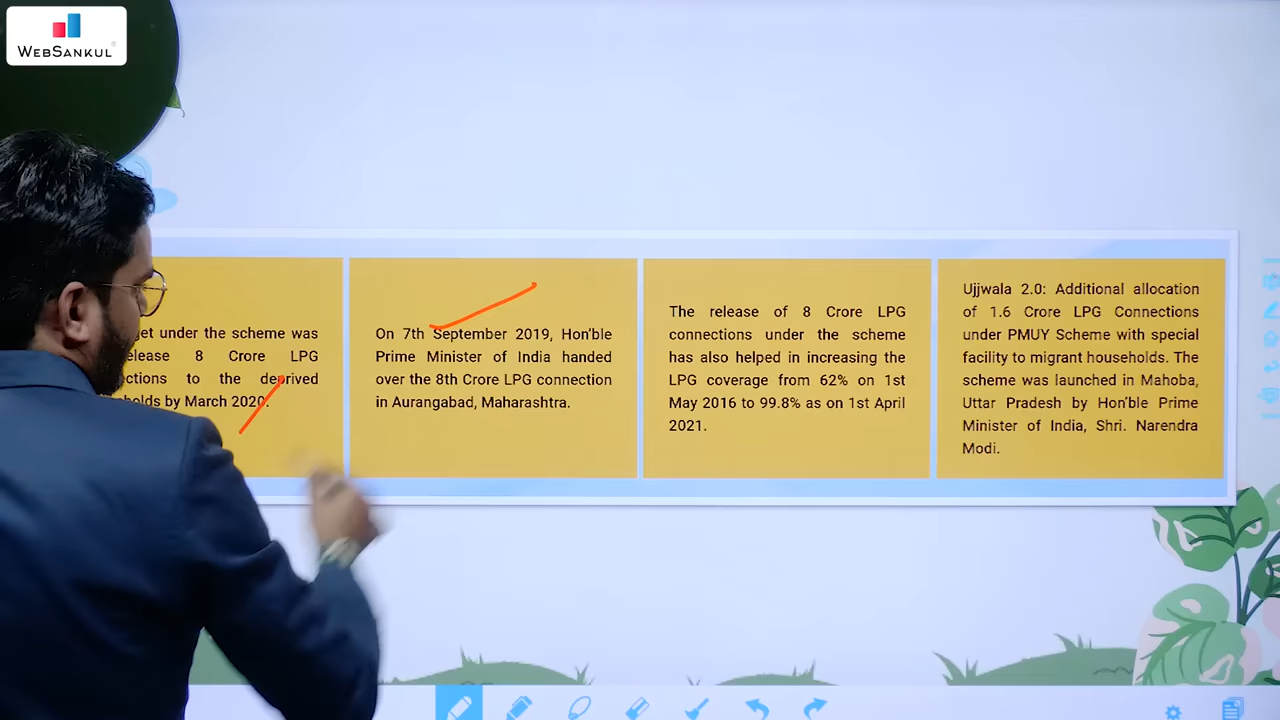 WEBSANKUL
under the scheme was
8 Crore LPG
to the deprived
by March 2020.
On 7th September 2019, Hon'ble
Prime Minister of India handed
over the 8th Crore LPG connection
in Aurangabad, Maharashtra.
The release of 8 Crore LPG
connections under the scheme
has also helped in increasing the
LPG coverage from 62% on 1st
May 2016 to 99.8% as on 1st April
2021.
Ujjwala 2.0: Additional allocation
of 1.6 Crore LPG Connections
under PMUY Scheme with special
facility to migrant households. The
scheme was launched in Mahoba,
Uttar Pradesh by Hon'ble Prime
Minister of India, Shri. Narendra
Modi.